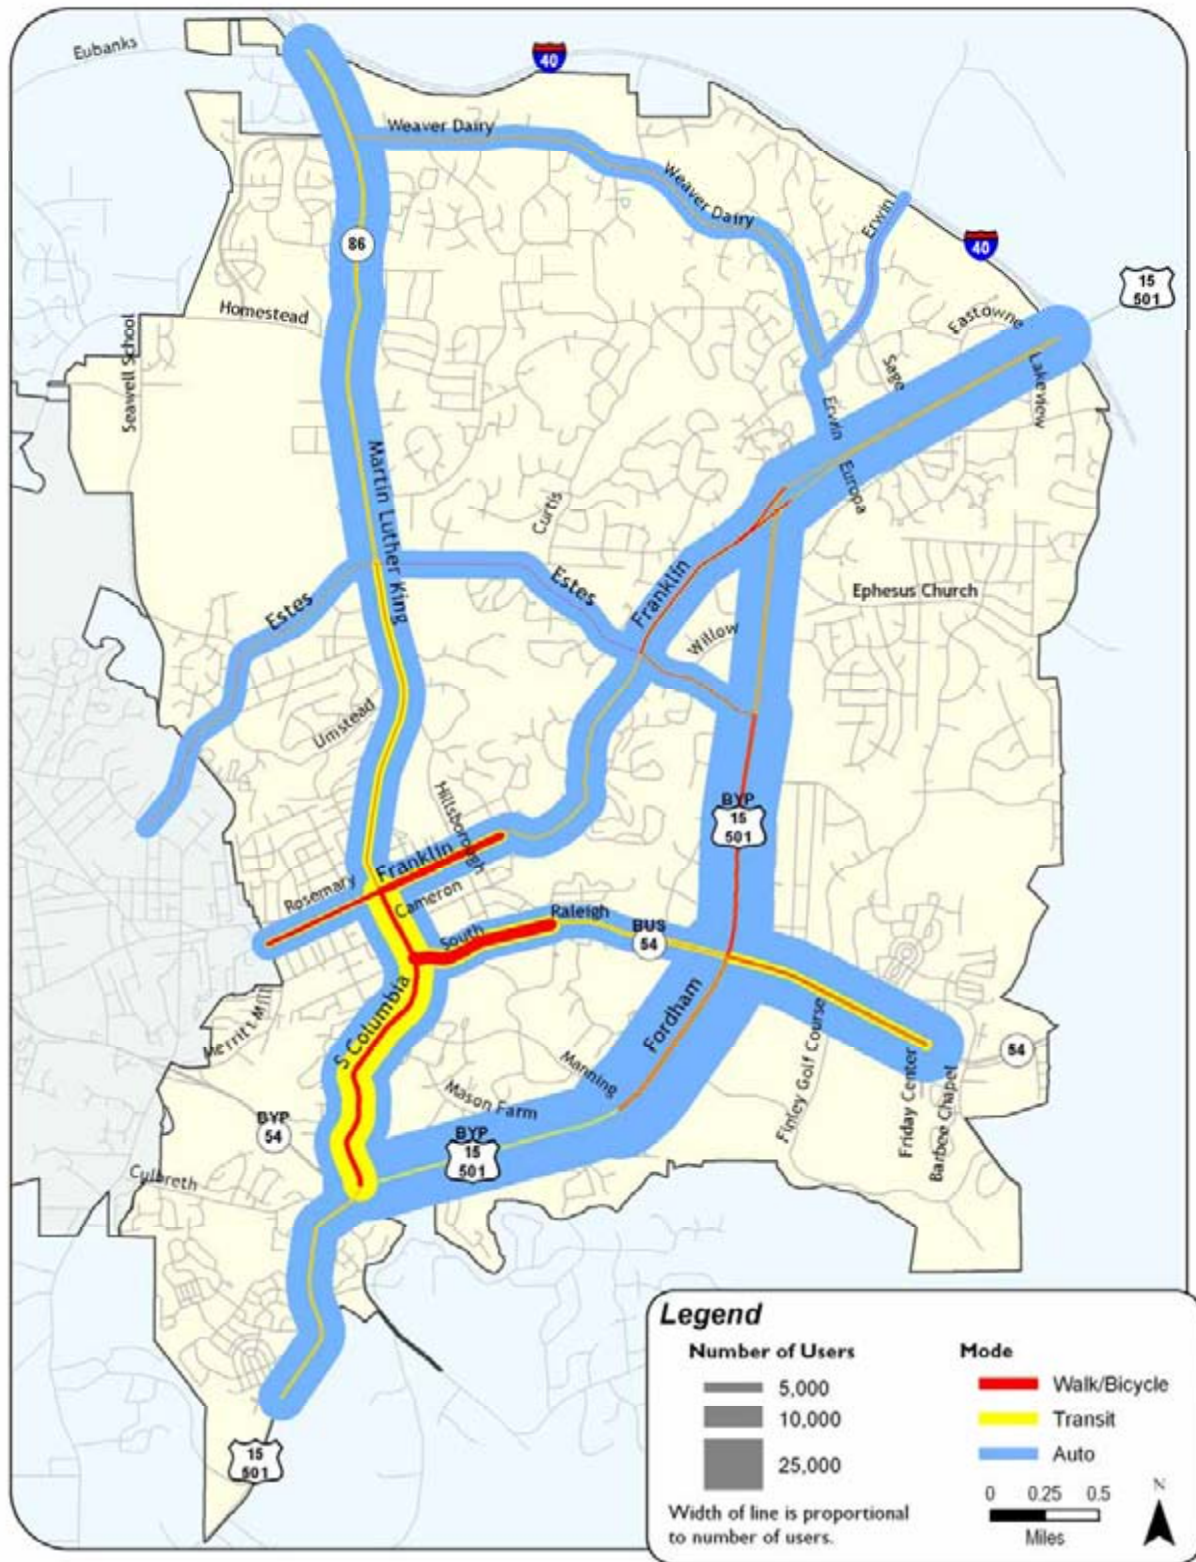 Eubanks
40
Weaver Dairy
Weaver Dairy
Erwin
86
40
15
501
Homestead
Eastowne
Seawell School
Sage
Lakeview
Erwin
Martin Luther King
Europa
Curtis
Estes
Estes
Franklin
Ephesus Church
Willow
Umstead
Hillsborough
BYP
15
501
Franklin
Rosemary
Cameron
South
Raleigh
BUS
54
S Columbia
Merrit's Mill
Fordham
Finley Golf Course
Manning
Mason Farm
54
Friday Center
Barbee Chapel
BYP
54
BYP
15
501
Culbreth
15
501
Legend
Number of Users
5,000
10,000
25,000
Width of line is proportional
to number of users.
Mode
Walk/Bicycle
Transit
Auto
0 0.25 0.5
Miles
N